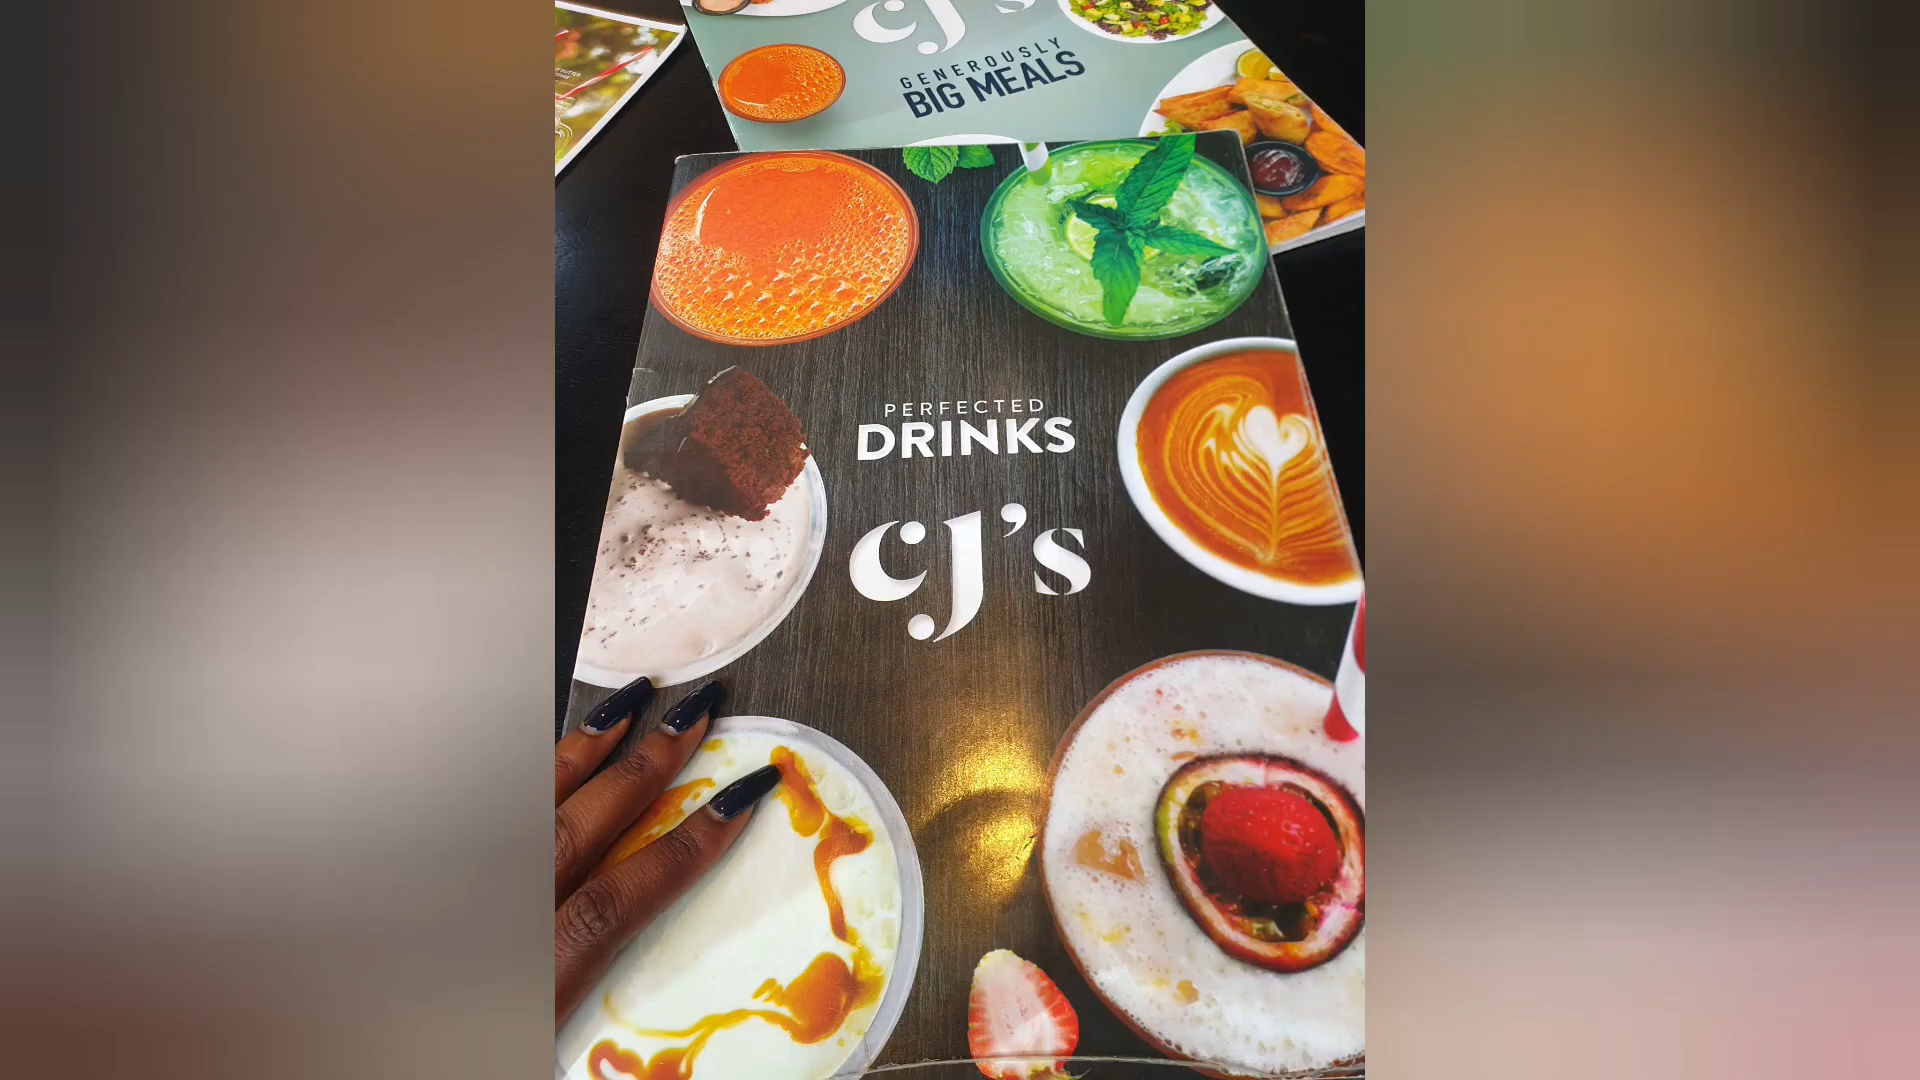 CJ's
GENEROUSLY
BIG MEALS
PERFECTED
DRINKS
CJ's